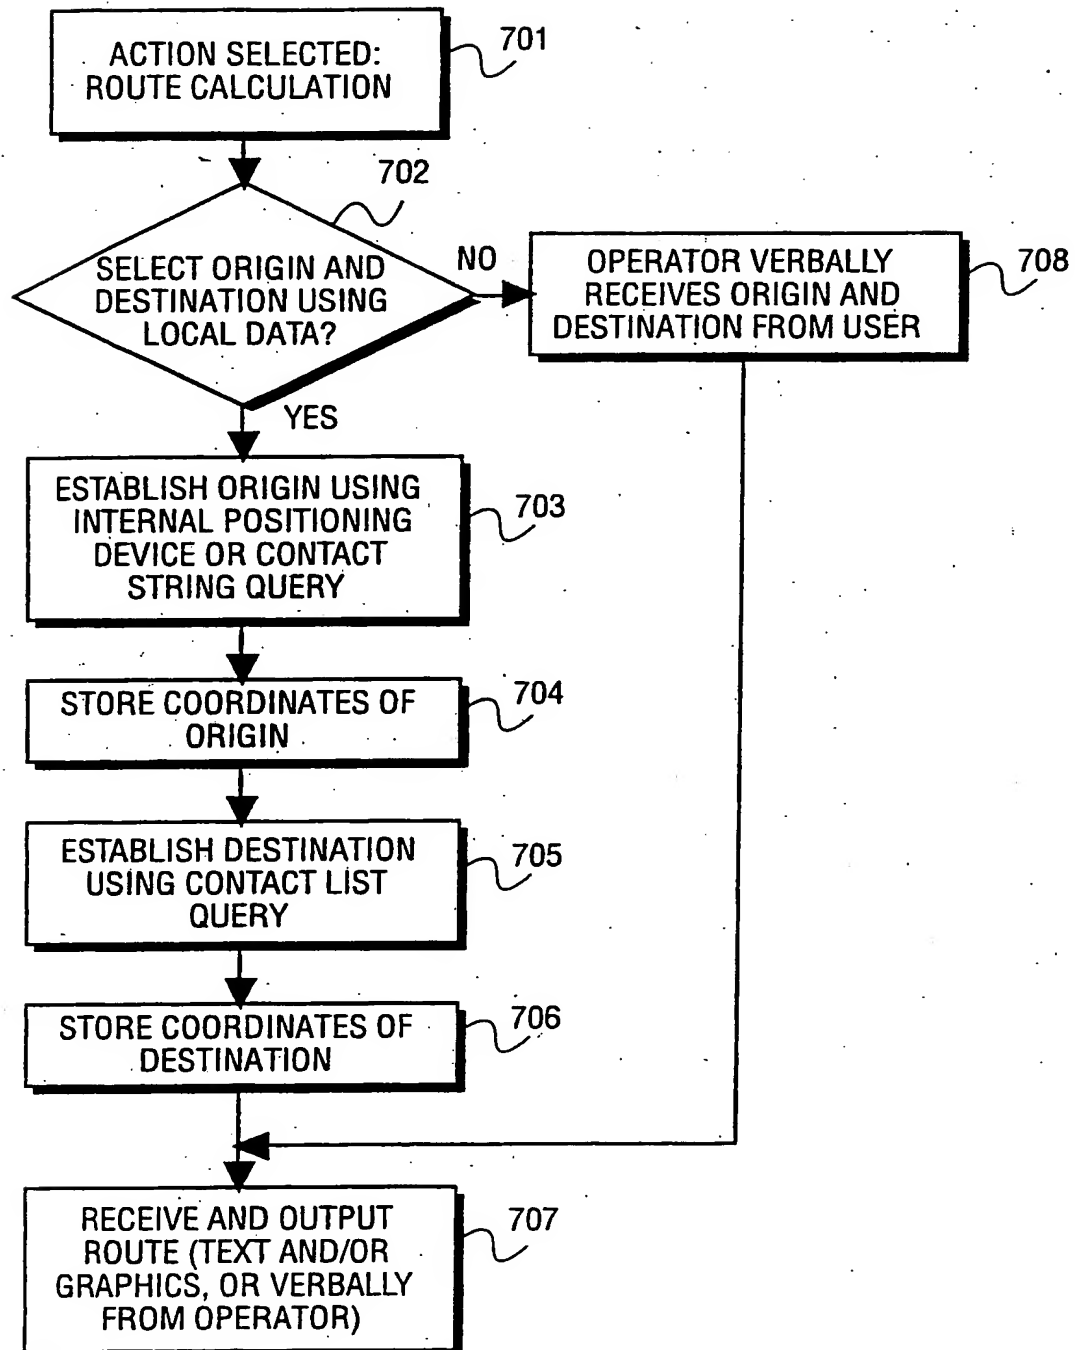 ACTION SELECTED:
ROUTE CALCULATION
701
702
SELECT ORIGIN AND
DESTINATION USING
LOCAL DATA?
NO
OPERATOR VERBALLY
RECEIVES ORIGIN AND
DESTINATION FROM USER
708
YES
ESTABLISH ORIGIN USING
INTERNAL POSITIONING
DEVICE OR CONTACT
STRING QUERY
703
STORE COORDINATES OF
ORIGIN
704
ESTABLISH DESTINATION
USING CONTACT LIST
QUERY
705
STORE COORDINATES OF
DESTINATION
706
RECEIVE AND OUTPUT
ROUTE (TEXT AND/OR
GRAPHICS, OR VERBALLY
FROM OPERATOR)
707